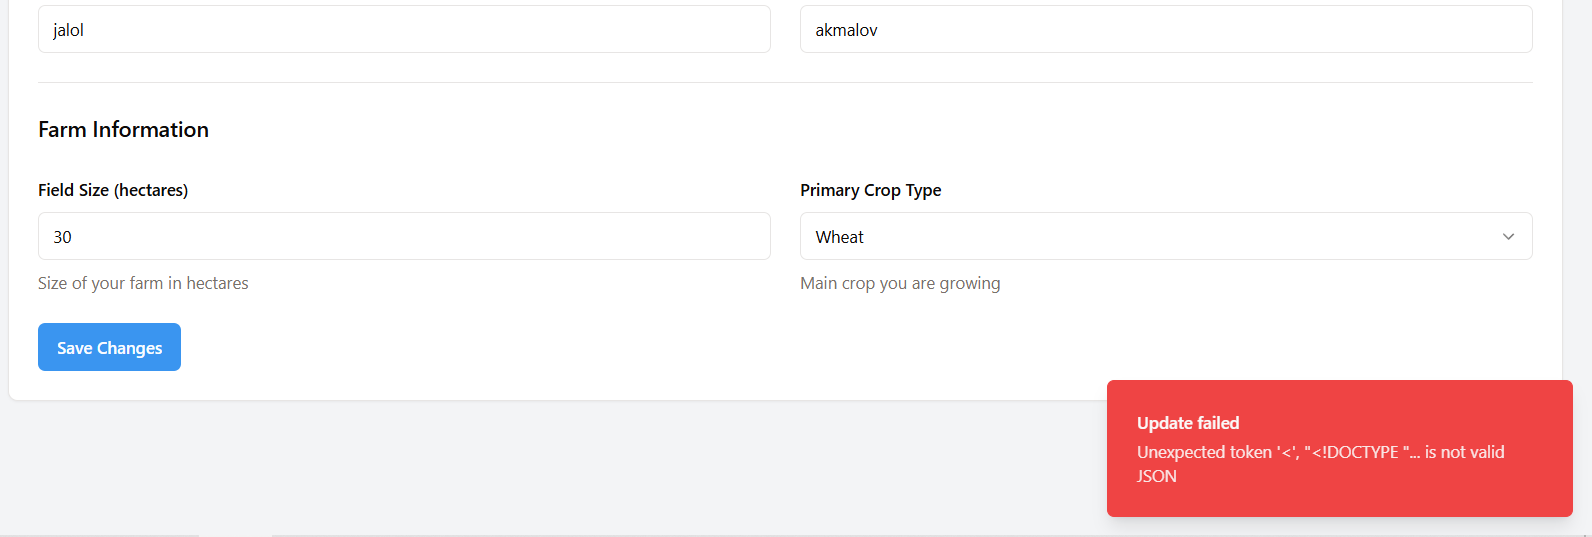 jalol
akmalov
Farm Information
Field Size (hectares)
Primary Crop Type
30
Wheat
Size of your farm in hectares
Main crop you are growing
Save Changes
Update failed
Unexpected token '<', "<!DOCTYPE "... is not valid
JSON